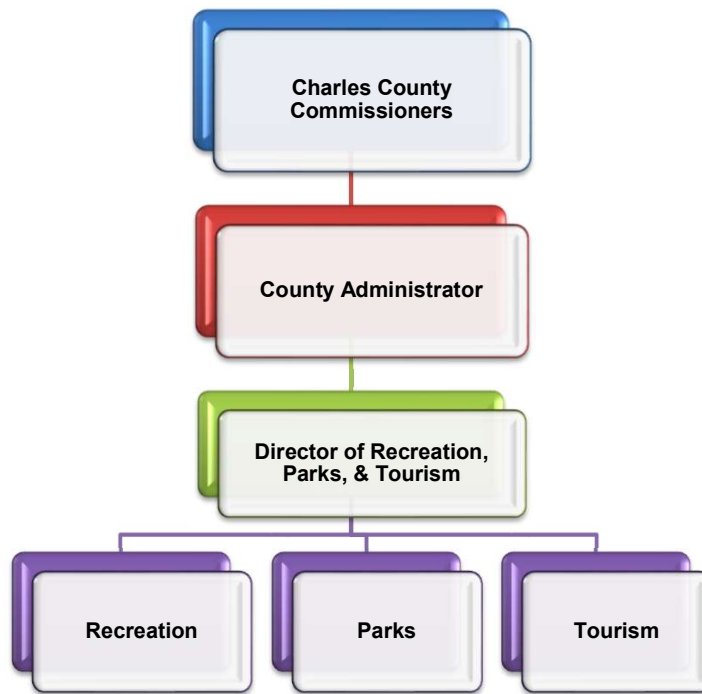 Charles County
Commissioners
County Administrator
Director of Recreation,
Parks, & Tourism
Recreation
Parks
Tourism